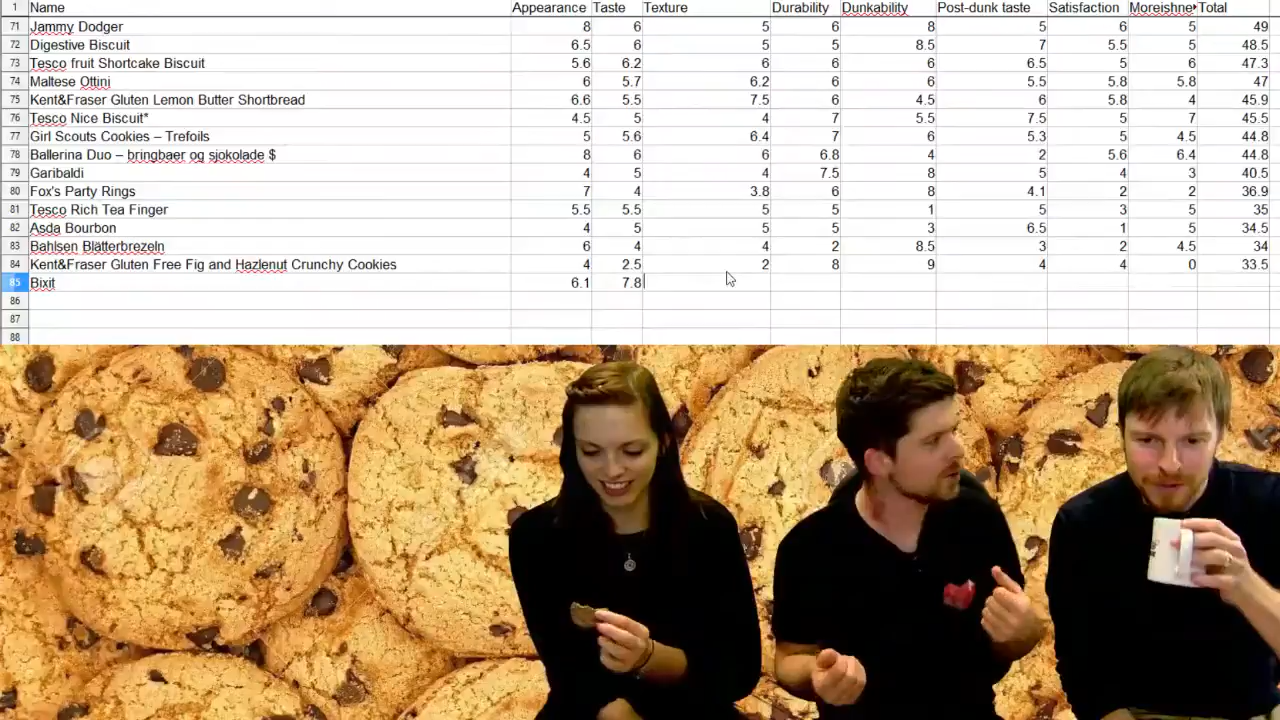 1 Name Appearance Taste Texture Durability Dunkability Post-dunk taste Satisfaction Moreishne Total
71 Jammy Dodger 8 6 5 6 8 5 6 5 49
72 Digestive Biscuit 6.5 6 5 5 8.5 7 5.5 5 48.5
73 Tesco fruit Shortcake Biscuit 5.6 6.2 6 6 6 6.5 5 6 47.3
74 Maltese Ottini 6 5.7 6.2 6 6 5.5 5.8 5.8 47
75 Kent&Fraser Gluten Lemon Butter Shortbread 6.6 5.5 7.5 6 4.5 6 5.8 4 45.9
76 Tesco Nice Biscuit* 4.5 5 4 7 5.5 7.5 5 7 45.5
77 Girl Scouts Cookies – Trefoils 5 5.6 6.4 7 6 5.3 5 4.5 44.8
78 Ballerina Duo – bringbaer og sjokolade $ 8 6 6 6.8 4 2 5.6 6.4 44.8
79 Garibaldi 4 5 4 7.5 8 5 4 3 40.5
80 Fox's Party Rings 7 4 3.8 6 8 4.1 2 2 36.9
81 Tesco Rich Tea Finger 5.5 5.5 5 5 1 5 3 5 35
82 Asda Bourbon 4 5 5 5 3 6.5 1 5 34.5
83 Bahlsen Blätterbrezeln 6 4 4 2 8.5 3 2 4.5 34
84 Kent&Fraser Gluten Free Fig and Hazlenut Crunchy Cookies 4 2.5 2 8 9 4 4 0 33.5
85 Bixit 6.1 7.8
86
87
88